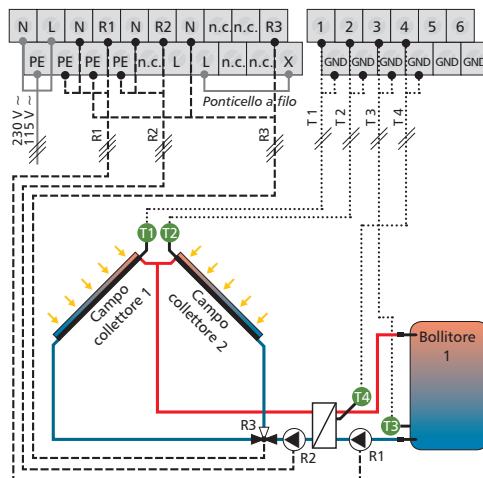 N L N R1 N R2 N n.c. n.c. R3
PE PE PE n.c. PE n.c. L L n.c. n.c. X
1 2 3 4 5 6
GND GND GND GND GND GND
230 V ~
115 V ~
Ponticello a filo
R1
R2
R3
T 1
T 2
T 3
T 4
T1
T2
Campo
collettore 1
Campo
collettore 2
Bollitore
1
T4
T3
R3
R2
R1